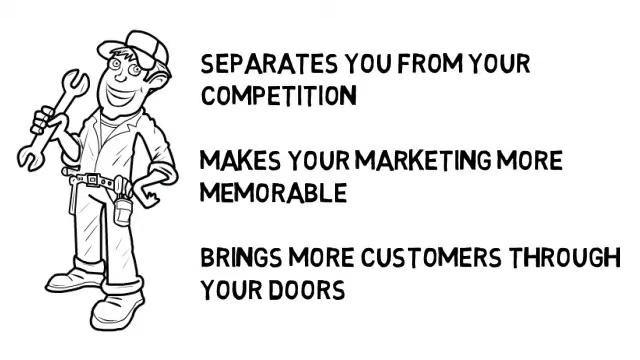 SEPARATES YOU FROM YOUR
COMPETITION
MAKES YOUR MARKETING MORE
MEMORABLE
BRINGS MORE CUSTOMERS THROUGH
YOUR DOORS